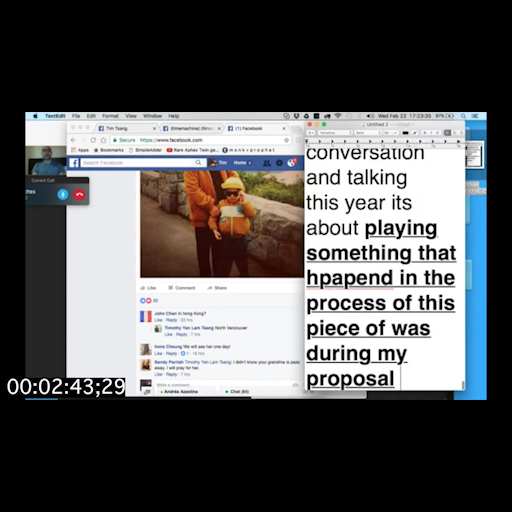 TextEdit File Edit Format View Window Help
Wed Feb 22 17:23:35 97%
Tim Tsang
(1) Facebook
Untitled 2
Secure https://www.facebook.com
Apps Bookmarks SimpleAdder Rare Aphex Twin monk+prophet
Search Facebook
Tim Home
Current Call
ches
conversation
and talking
this year its
about playing
something that
hpapend in the
process of this
piece of was
during my
proposal
Like Comment Share
John Chan in hong Kong?
Like · Reply · 33 hrs
Timothy Yan Lam Tsang North Vancouver
Like · Reply · 7 hrs
Irene Cheung We will see her one day!
Like · Reply · 1 · 16 hrs
Sandy Parrish Timothy Yan Lam Tsang: I didn't know your grandma is pass
away, I will pray for her.
Like · Reply · 7 hrs
Write a comment...
Andrée Azzolina Chat (64)
00:02:43;29